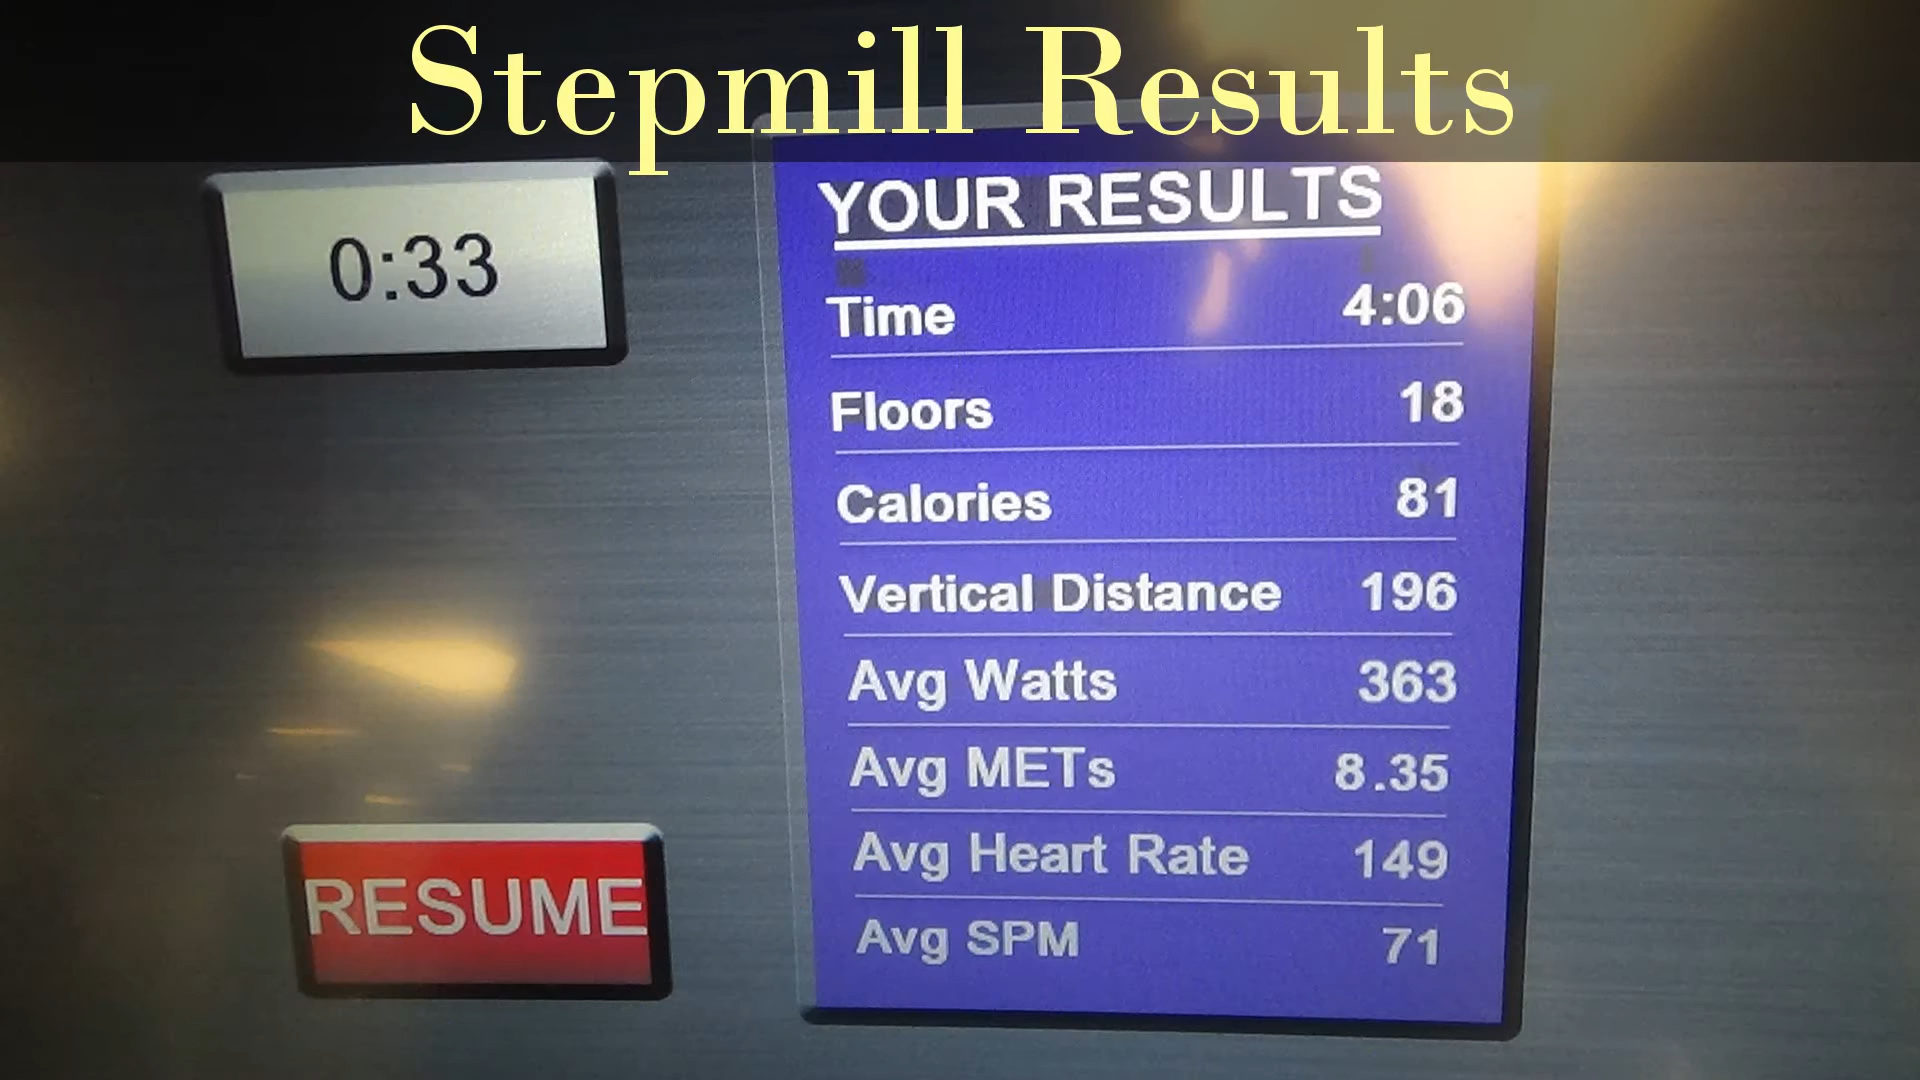 Stepmill Results
0:33
YOUR RESULTS
Time 4:06
Floors 18
Calories 81
Vertical Distance 196
Avg Watts 363
Avg METs 8.35
Avg Heart Rate 149
Avg SPM 71
RESUME